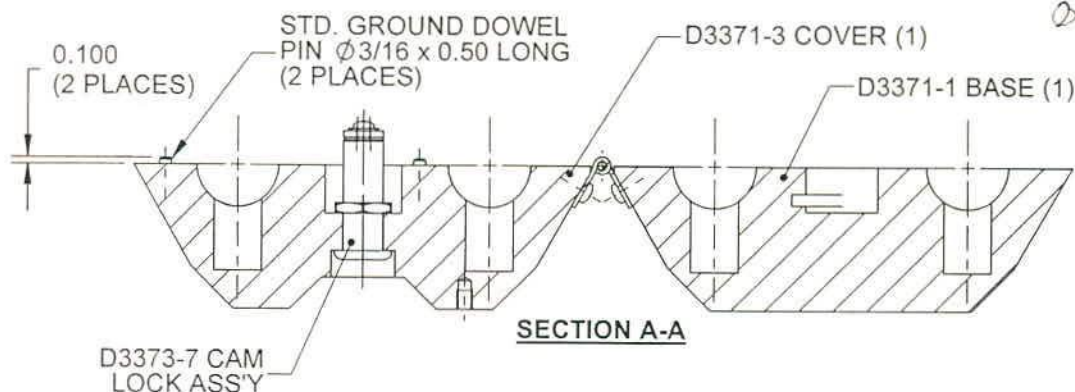 0.100
(2 PLACES)
STD. GROUND DOWEL
PIN ∅3/16 x 0.50 LONG
(2 PLACES)
D3371-3 COVER (1)
D3371-1 BASE (1)
SECTION A-A
D3373-7 CAM
LOCK ASS'Y